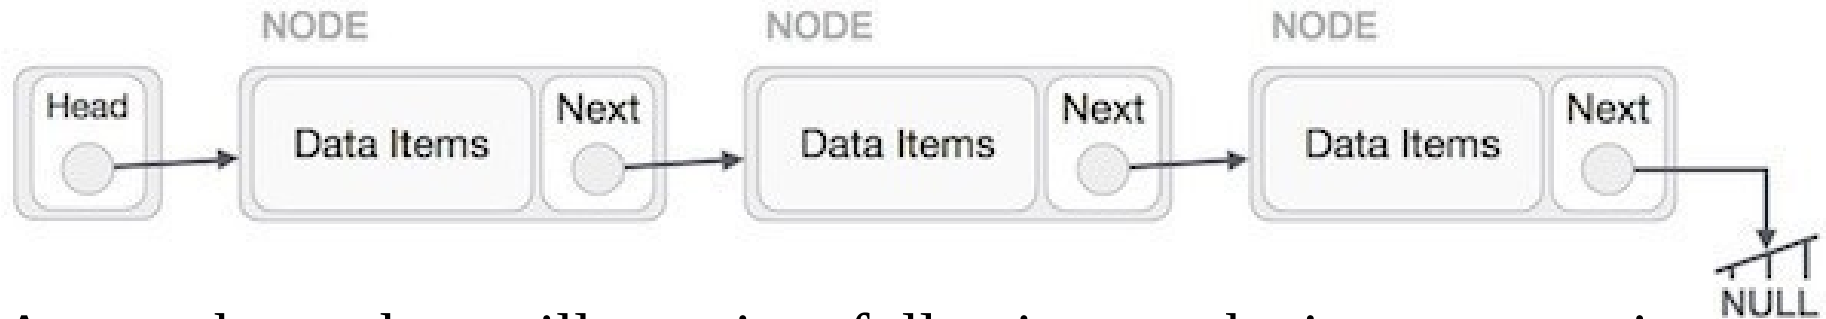 NODE NODE NODE
Head Next Next Next
Data Items Data Items Data Items
NULL